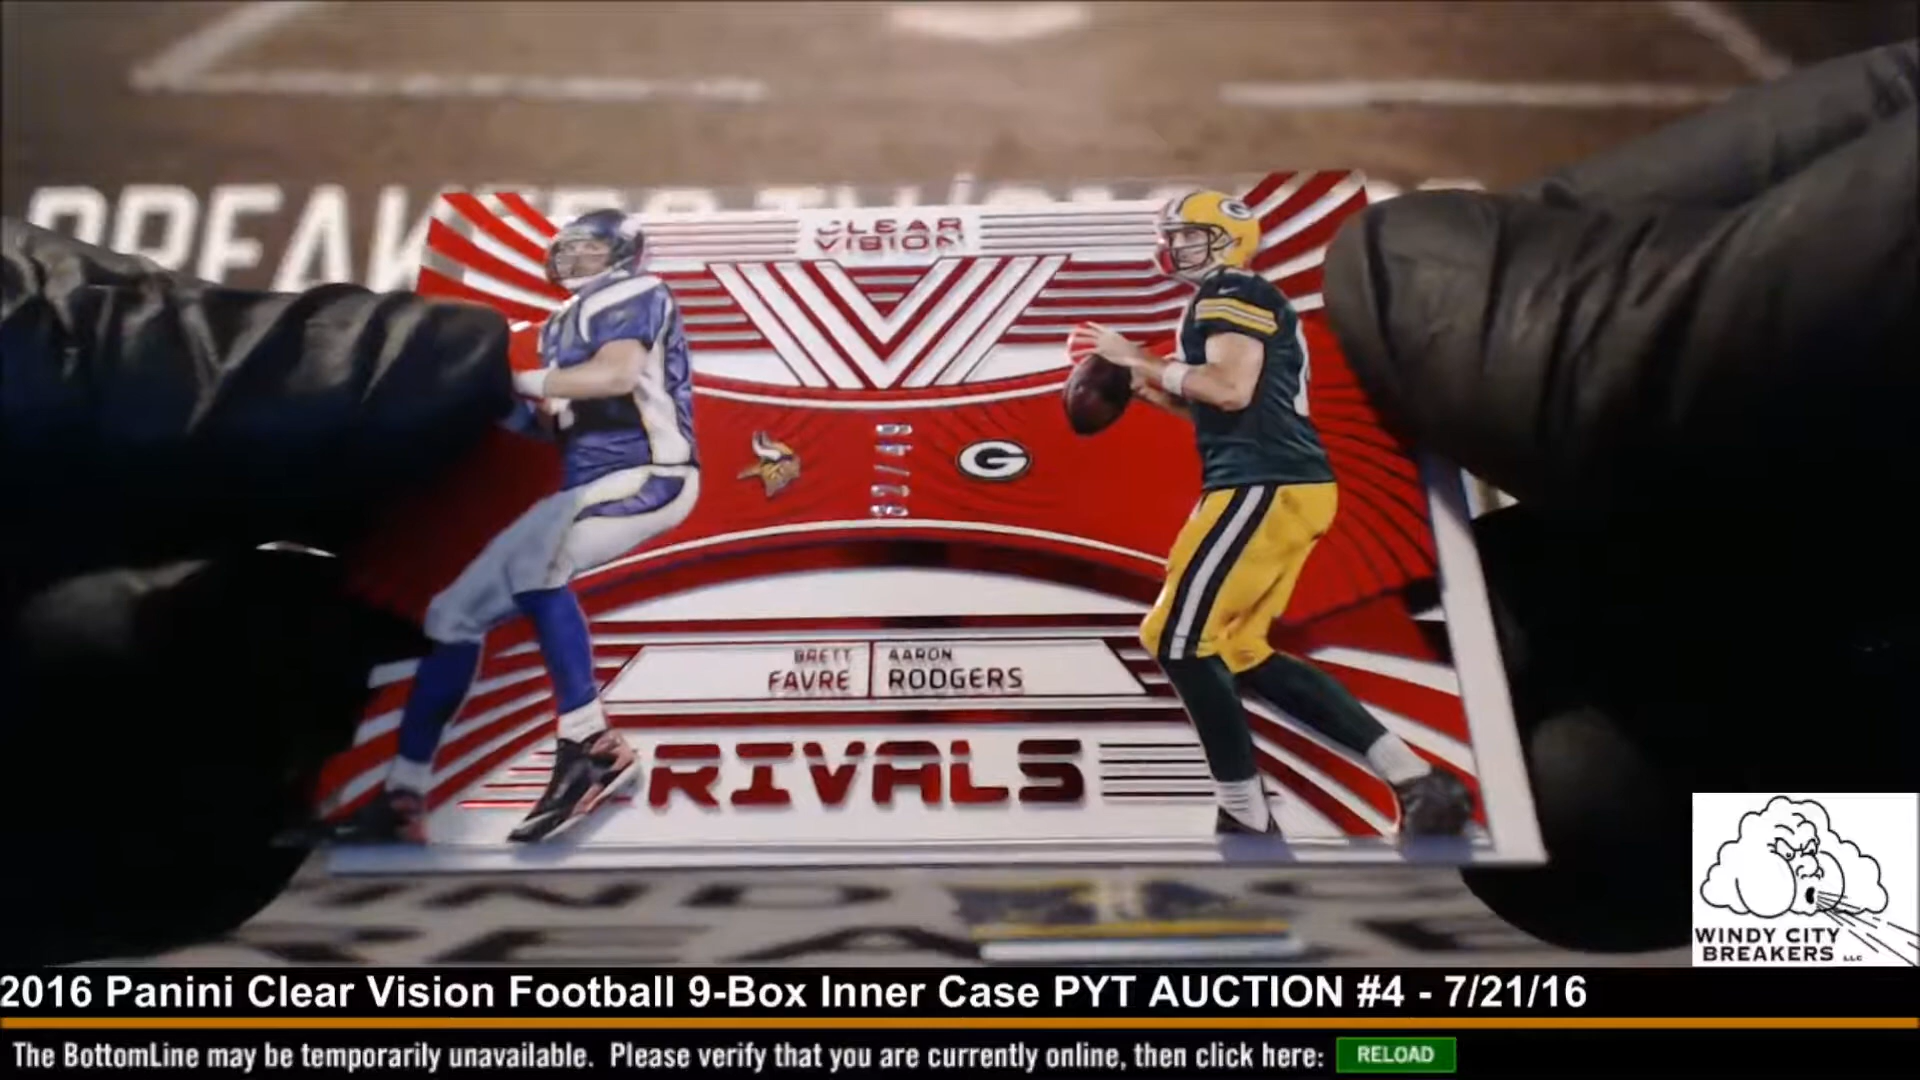 BREAK
CLEAR
VISION
G
G
BRETT
FAVRE
AARON
RODGERS
RIVALS
WINDY CITY
BREAKERS LLC
2016 Panini Clear Vision Football 9-Box Inner Case PYT AUCTION #4 - 7/21/16
The BottomLine may be temporarily unavailable. Please verify that you are currently online, then click here: RELOAD